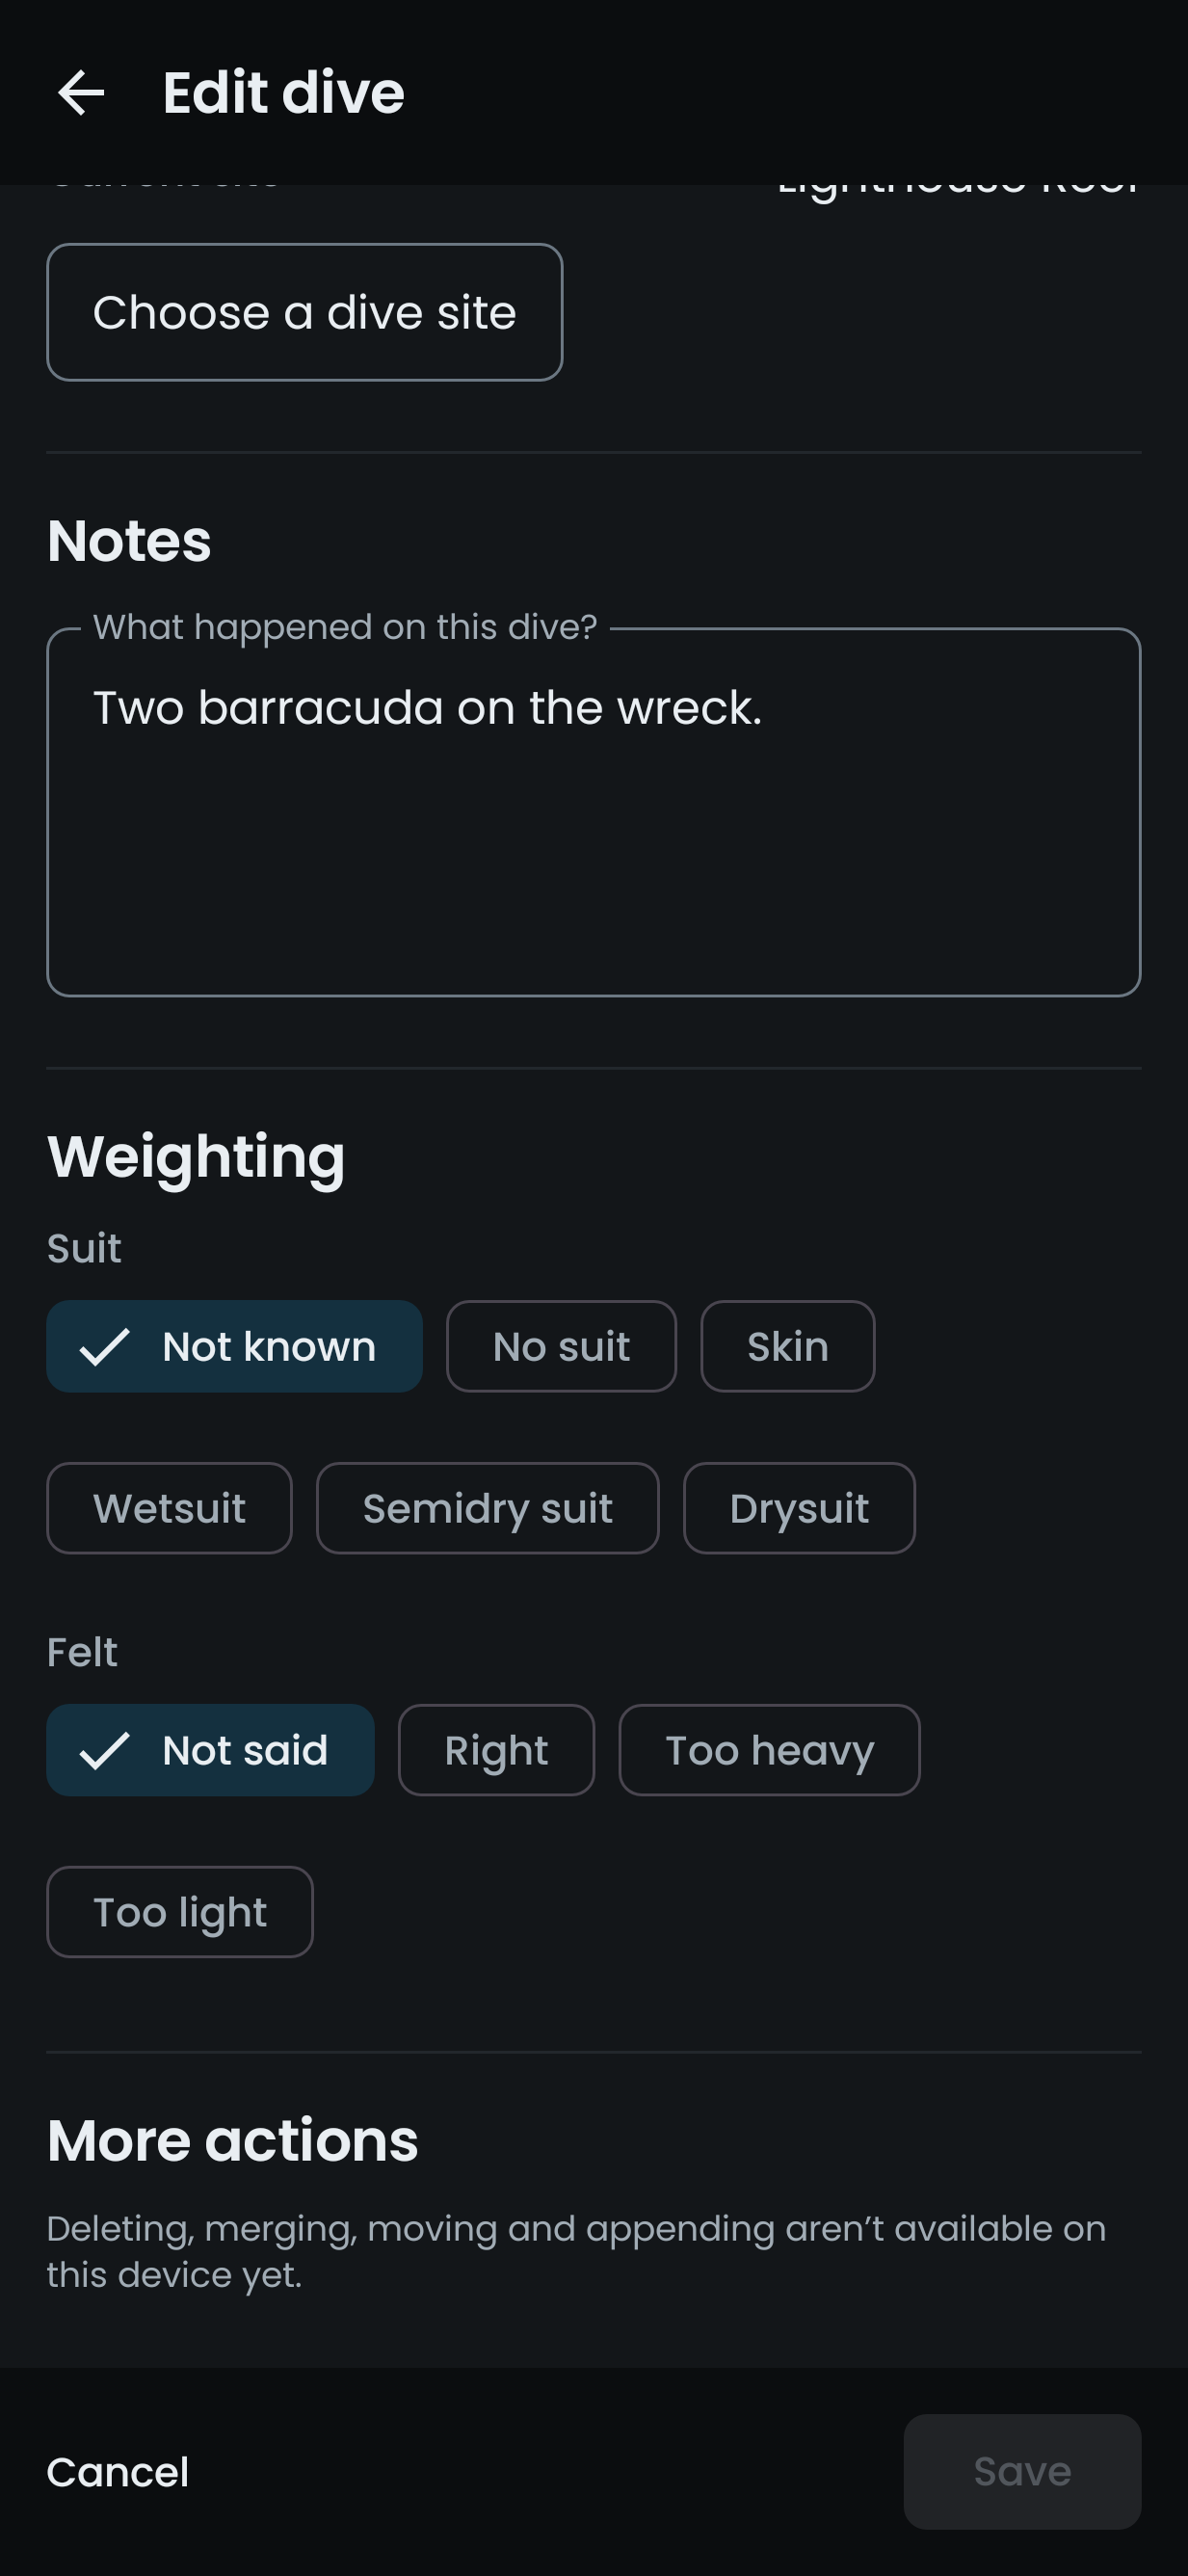 Edit dive
Choose a dive site
Notes
What happened on this dive?
Two barracuda on the wreck.
Weighting
Suit
Not known
No suit
Skin
Wetsuit
Semidry suit
Drysuit
Felt
Not said
Right
Too heavy
Too light
More actions
Deleting, merging, moving and appending aren’t available on
this device yet.
Cancel
Save